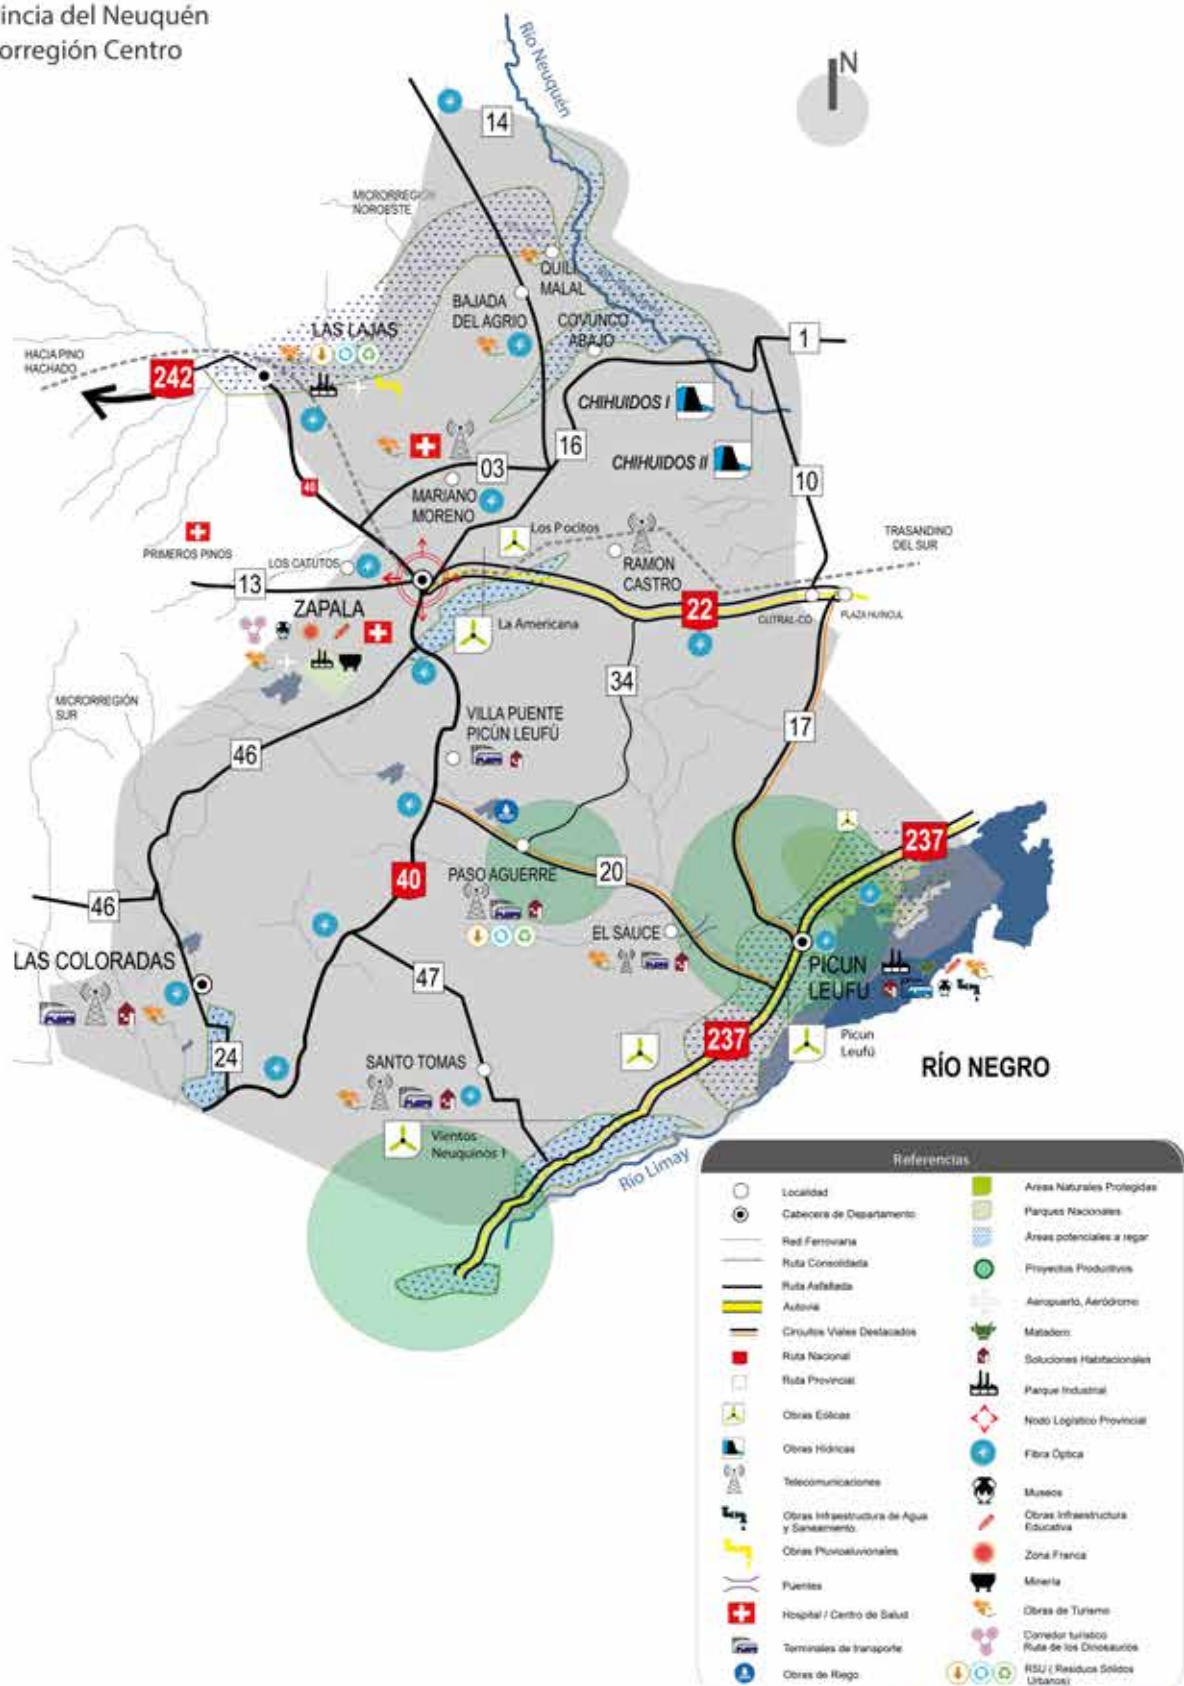 incia del Neuquén
orregión Centro
Río Neuquén
N
14
MICRORREGIÓN
NOROESTE
QUILI
MALAL
BAJADA
DEL AGRIO
COVUNCO
ABAJO
LAS LAJAS
HACIA PINO
HACHADO
242
1
CHIHUIDOS I
16
CHIHUIDOS II
03
10
40
MARIANO
MORENO
Los Pocitos
TRASANDINO
DEL SUR
PRIMEROS PINOS
LOS CATUTOS
RAMON
CASTRO
13
ZAPALA
22
CUTRAL-CO
PLAZA HUINCUL
La Americana
34
MICRORREGIÓN
SUR
VILLA PUENTE
PICÚN LEUFÚ
17
46
237
40
PASO AGUERRE
20
46
EL SAUCE
LAS COLORADAS
PICUN
LEUFU
47
237
Picun
Leufú
24
SANTO TOMAS
RÍO NEGRO
Vientos
Neuquinos I
Río Limay
Referencias
Localidad
Cabecera de Departamento
Red Ferroviaria
Ruta Consolidada
Ruta Asfaltada
Autovía
Circuitos Viales Destacados
Ruta Nacional
Ruta Provincial
Obras Eólicas
Obras Hídricas
Telecomunicaciones
Obras Infraestructura de Agua
y Saneamiento
Obras Pluvioaluvionales
Puentes
Hospital / Centro de Salud
Terminales de transporte
Obras de Riego
Areas Naturales Protegidas
Parques Nacionales
Áreas potenciales a regar
Proyectos Productivos
Aeropuerto, Aeródromo
Matadero
Soluciones Habitacionales
Parque Industrial
Nodo Logístico Provincial
Fibra Óptica
Museos
Obras Infraestructura
Educativa
Zona Franca
Minería
Obras de Turismo
Corredor turístico
Ruta de los Dinosaurios
RSU ( Residuos Sólidos
Urbanos)